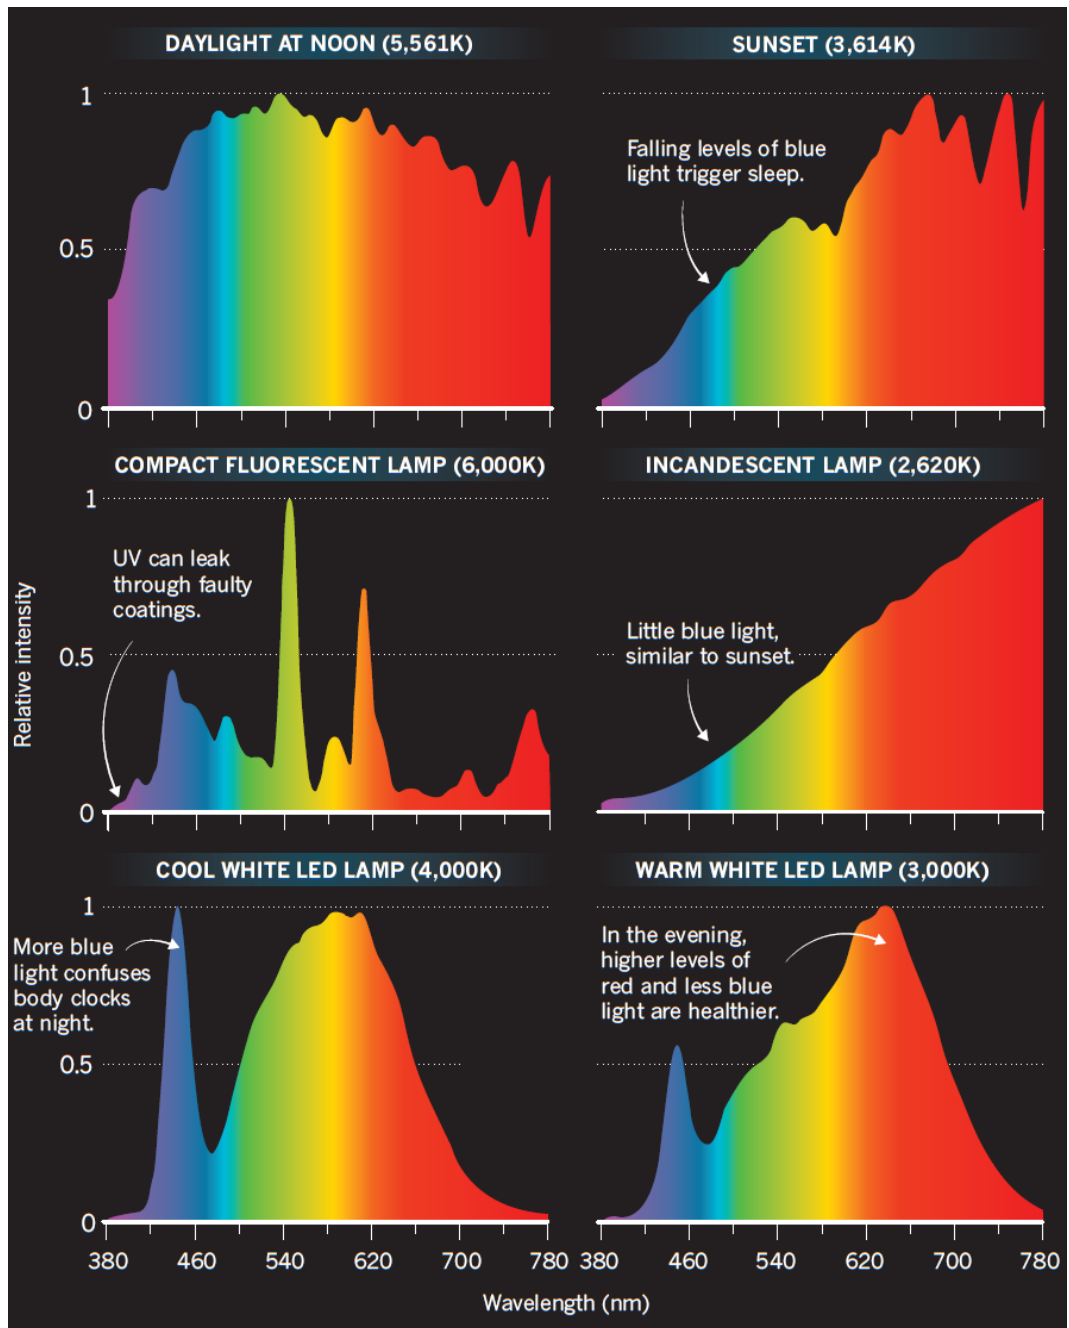 DAYLIGHT AT NOON (5,561K)
1
0.5
0
SUNSET (3,614K)
Falling levels of blue
light trigger sleep.
COMPACT FLUORESCENT LAMP (6,000K)
1
0.5
0
UV can leak
through faulty
coatings.
INCANDESCENT LAMP (2,620K)
Little blue light,
similar to sunset.
Relative intensity
COOL WHITE LED LAMP (4,000K)
1
0.5
0
More blue
light confuses
body clocks
at night.
380 460 540 620 700 780
WARM WHITE LED LAMP (3,000K)
In the evening,
higher levels of
red and less blue
light are healthier.
380 460 540 620 700 780
Wavelength (nm)